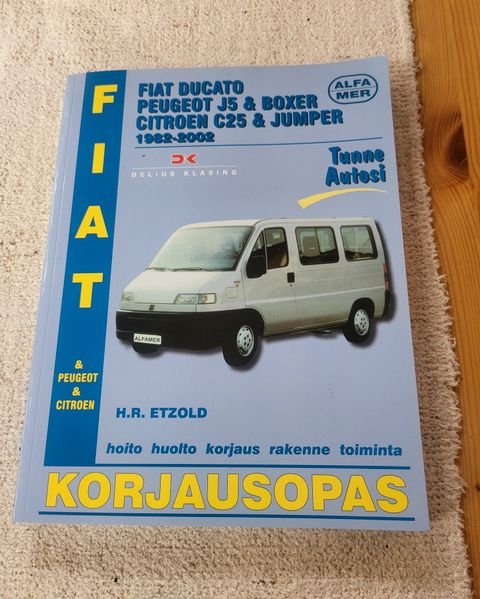 FIAT
& PEUGEOT
& CITROEN
FIAT DUCATO
PEUGEOT J5 & BOXER
CITROEN C25 & JUMPER
1982-2002
ALFA
MER
DK
DELIUS KLASING
Tunne
Autosi
ALFAMER
H.R. ETZOLD
hoito huolto korjaus rakenne toiminta
KORJAUSOPAS